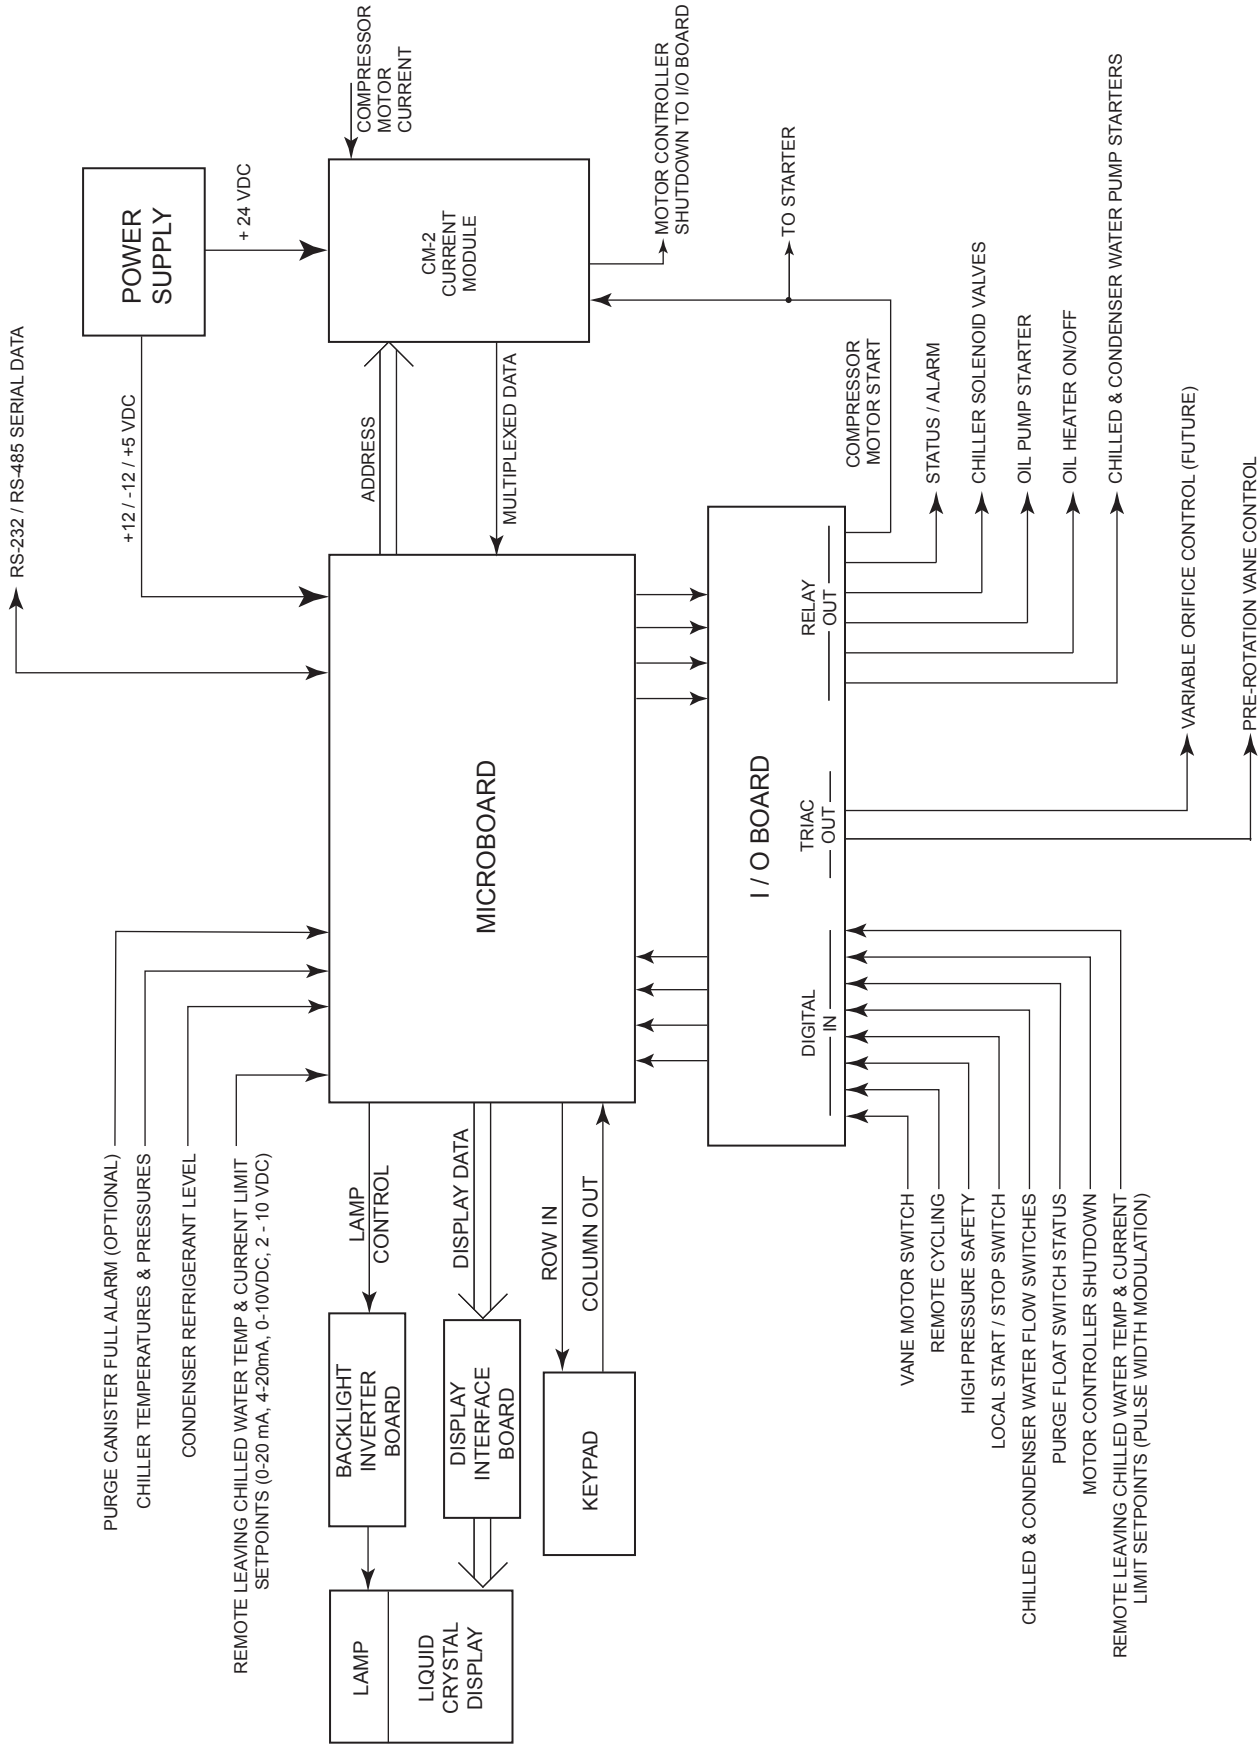 RS-232 / RS-485 SERIAL DATA
POWER
SUPPLY
+ 24 VDC
+12 / -12 / +5 VDC
COMPRESSOR
MOTOR
CURRENT
CM-2
CURRENT
MODULE
MOTOR CONTROLLER
SHUTDOWN TO I/O BOARD
TO STARTER
ADDRESS
MULTIPLEXED DATA
COMPRESSOR
MOTOR START
PURGE CANISTER FULL ALARM (OPTIONAL)
CHILLER TEMPERATURES & PRESSURES
CONDENSER REFRIGERANT LEVEL
REMOTE LEAVING CHILLED WATER TEMP & CURRENT LIMIT
SETPOINTS (0-20 mA, 4-20mA, 0-10VDC, 2 - 10 VDC)
MICROBOARD
LAMP
CONTROL
DISPLAY DATA
ROW IN
COLUMN OUT
BACKLIGHT
INVERTER
BOARD
DISPLAY
INTERFACE
BOARD
KEYPAD
LAMP
LIQUID
CRYSTAL
DISPLAY
I / O BOARD
DIGITAL
IN
TRIAC
OUT
RELAY
OUT
STATUS / ALARM
CHILLER SOLENOID VALVES
OIL PUMP STARTER
OIL HEATER ON/OFF
CHILLED & CONDENSER WATER PUMP STARTERS
VARIABLE ORIFICE CONTROL (FUTURE)
PRE-ROTATION VANE CONTROL
VANE MOTOR SWITCH
REMOTE CYCLING
HIGH PRESSURE SAFETY
LOCAL START / STOP SWITCH
CHILLED & CONDENSER WATER FLOW SWITCHES
PURGE FLOAT SWITCH STATUS
MOTOR CONTROLLER SHUTDOWN
REMOTE LEAVING CHILLED WATER TEMP & CURRENT
LIMIT SETPOINTS (PULSE WIDTH MODULATION)